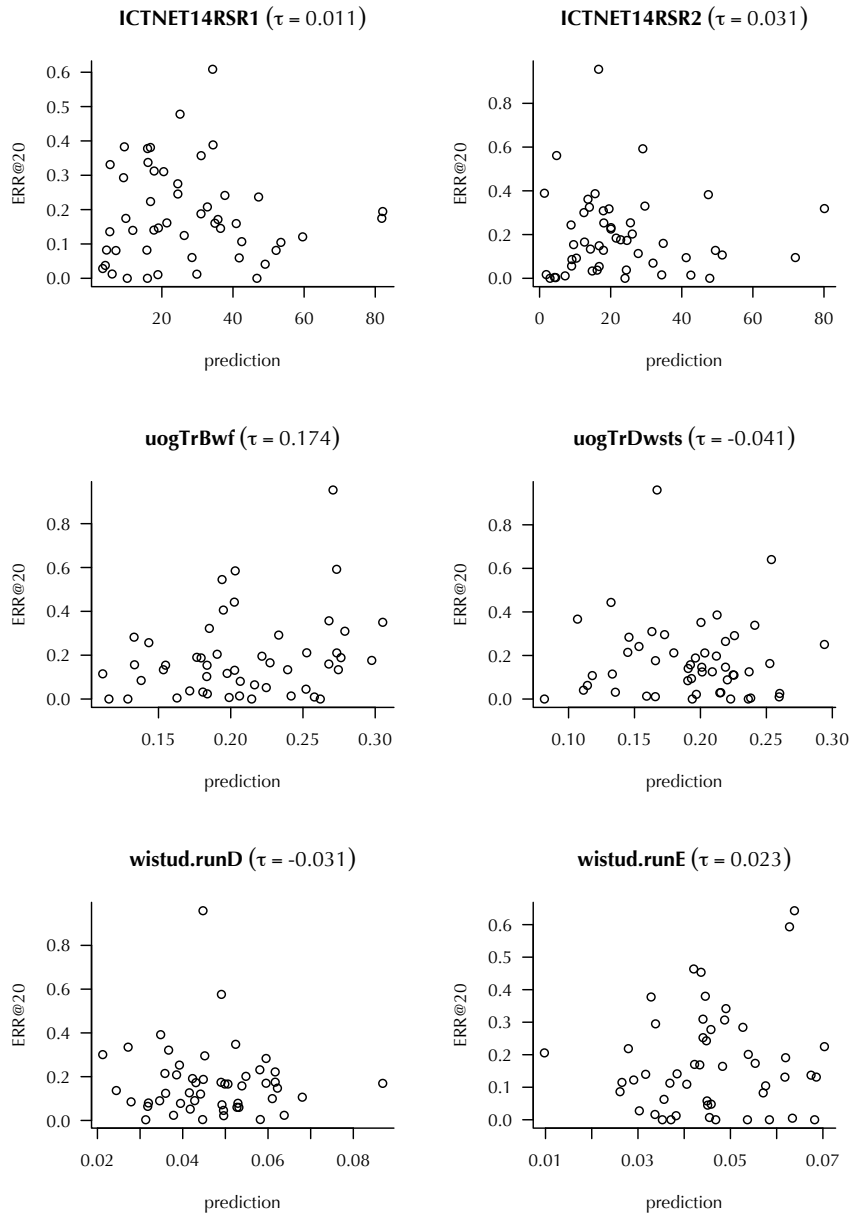 ICTNET14RSR1 (τ = 0.011)
ERR@20
0.6
0.5
0.4
0.3
0.2
0.1
0.0
20 40 60 80
prediction
ICTNET14RSR2 (τ = 0.031)
ERR@20
0.8
0.6
0.4
0.2
0.0
0 20 40 60 80
prediction
uogTrBwf (τ = 0.174)
ERR@20
0.8
0.6
0.4
0.2
0.0
0.15 0.20 0.25 0.30
prediction
uogTrDwsts (τ = -0.041)
ERR@20
0.8
0.6
0.4
0.2
0.0
0.10 0.15 0.20 0.25 0.30
prediction
wistud.runD (τ = -0.031)
ERR@20
0.8
0.6
0.4
0.2
0.0
0.02 0.04 0.06 0.08
prediction
wistud.runE (τ = 0.023)
ERR@20
0.6
0.5
0.4
0.3
0.2
0.1
0.0
0.01 0.03 0.05 0.07
prediction